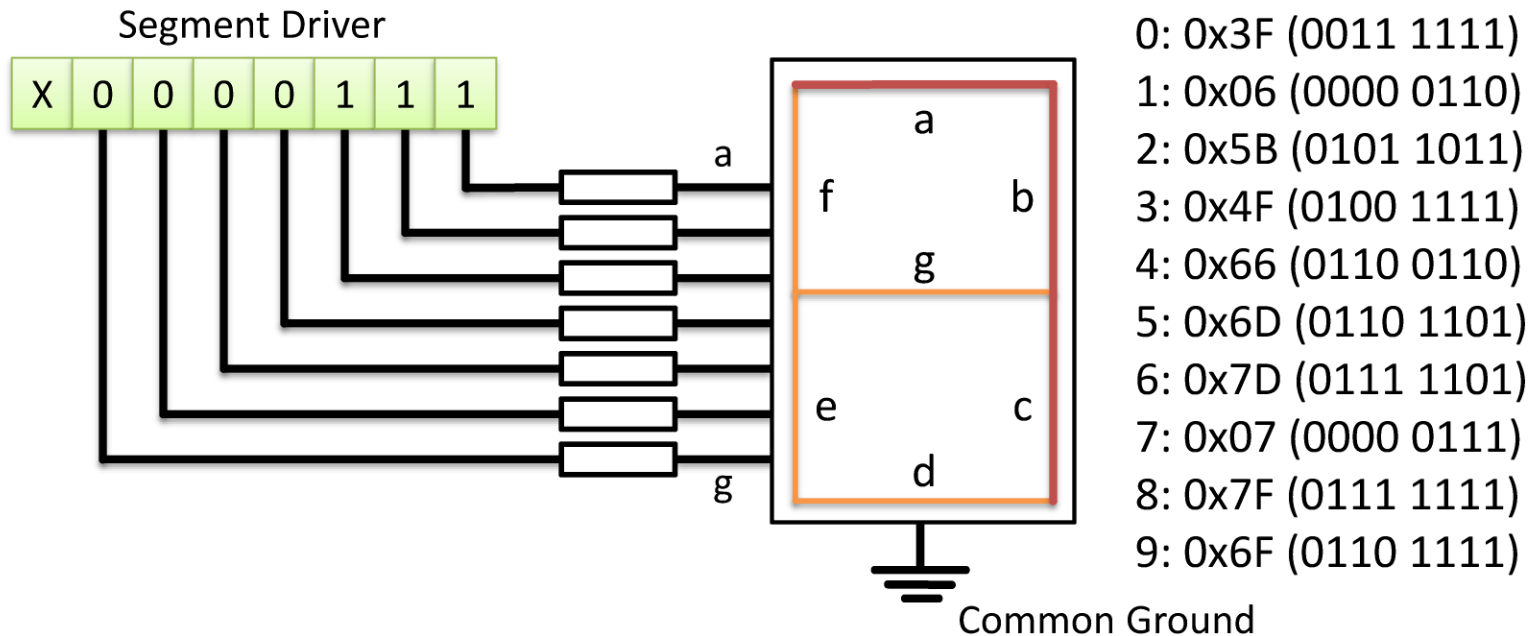 Segment Driver
X 0 0 0 0 1 1 1
a
a
f
b
g
e
c
d
g
Common Ground
0: 0x3F (0011 1111)
1: 0x06 (0000 0110)
2: 0x5B (0101 1011)
3: 0x4F (0100 1111)
4: 0x66 (0110 0110)
5: 0x6D (0110 1101)
6: 0x7D (0111 1101)
7: 0x07 (0000 0111)
8: 0x7F (0111 1111)
9: 0x6F (0110 1111)